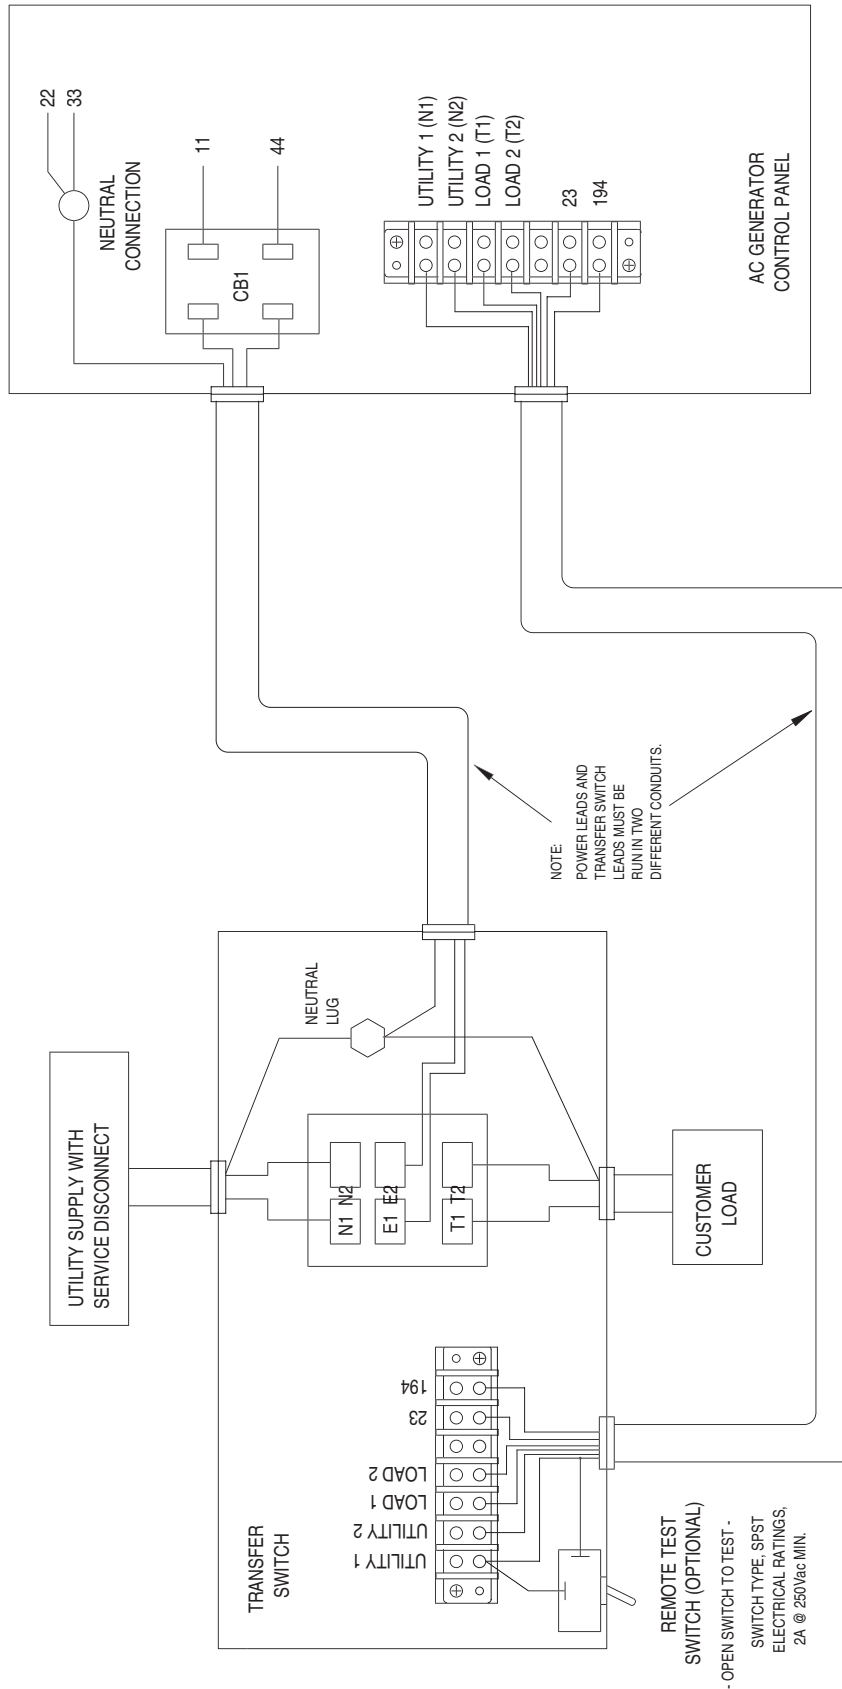 UTILITY SUPPLY WITH
SERVICE DISCONNECT
TRANSFER
SWITCH
NEUTRAL
LUG
N1 N2
E1 E2
T1 T2
UTILITY 1
UTILITY 2
LOAD 1
LOAD 2
23
194
CUSTOMER
LOAD
REMOTE TEST
SWITCH (OPTIONAL)
- OPEN SWITCH TO TEST -
SWITCH TYPE, SPST
ELECTRICAL RATINGS,
2A @ 250Vac MIN.
NOTE:
POWER LEADS AND
TRANSFER SWITCH
LEADS MUST BE
RUN IN TWO
DIFFERENT CONDUITS.
22
33
NEUTRAL
CONNECTION
11
44
CB1
UTILITY 1 (N1)
UTILITY 2 (N2)
LOAD 1 (T1)
LOAD 2 (T2)
23
194
AC GENERATOR
CONTROL PANEL